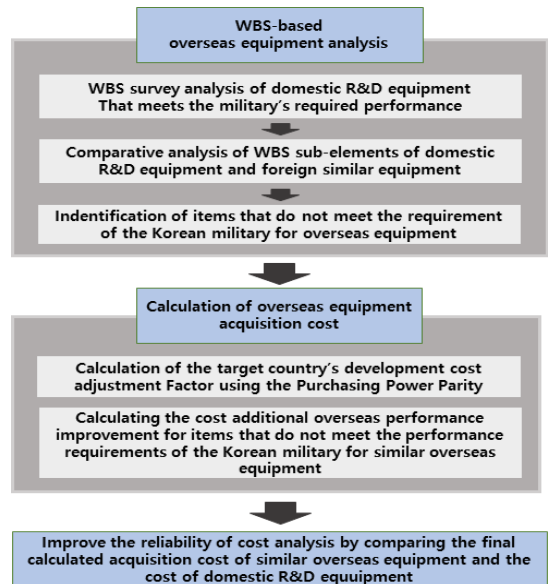 WBS-based
overseas equipment analysis
WBS survey analysis of domestic R&D equipment
That meets the military's required performance
Comparative analysis of WBS sub-elements of domestic
R&D equipment and foreign similar equipment
Indentification of items that do not meet the requirement
of the Korean military for overseas equipment
Calculation of overseas equipment
acquisition cost
Calculation of the target country's development cost
adjustment Factor using the Purchasing Power Parity
Calculating the cost additional overseas performance
improvement for items that do not meet the performance
requirements of the Korean military for similar overseas
equipment
Improve the reliability of cost analysis by comparing the final
calculated acquisition cost of similar overseas equipment and the
cost of domestic R&D equuipment